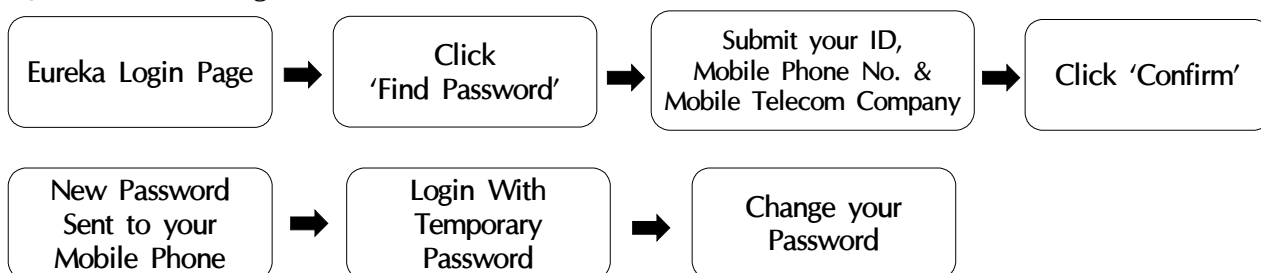 Eureka Login Page
Click
'Find Password'
Submit your ID,
Mobile Phone No. &
Mobile Telecom Company
Click 'Confirm'
New Password
Sent to your
Mobile Phone
Login With
Temporary
Password
Change your
Password